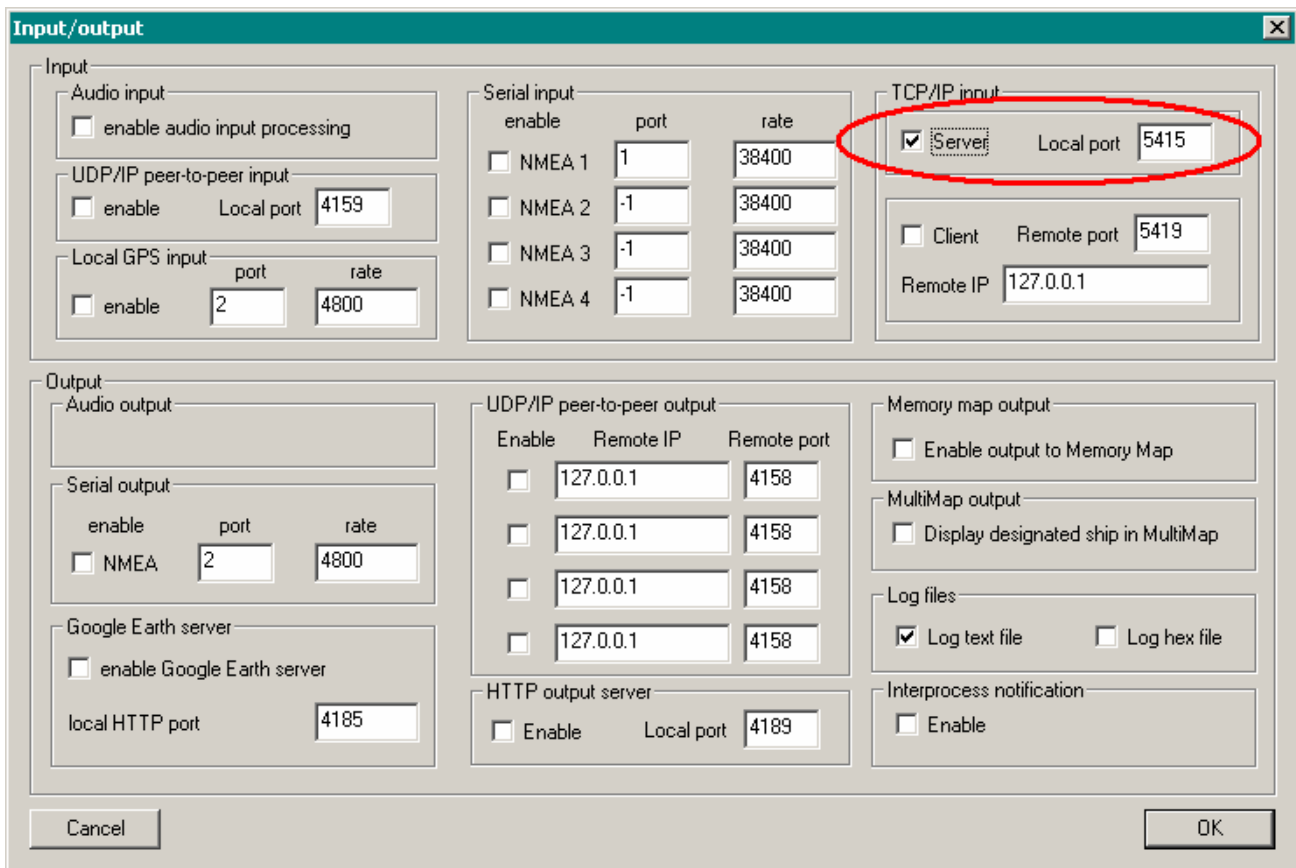 Input/output
Input
Audio input
enable audio input processing
UDP/IP peer-to-peer input
enable Local port 4159
Local GPS input
port rate
enable 2 4800
Serial input
enable port rate
NMEA 1 1 38400
NMEA 2 -1 38400
NMEA 3 -1 38400
NMEA 4 -1 38400
TCP/IP input
Server Local port 5415
Client Remote port 5419
Remote IP 127.0.0.1
Output
Audio output
Serial output
enable port rate
NMEA 2 4800
Google Earth server
enable Google Earth server
local HTTP port 4185
UDP/IP peer-to-peer output
Enable Remote IP Remote port
127.0.0.1 4158
127.0.0.1 4158
127.0.0.1 4158
127.0.0.1 4158
HTTP output server
Enable Local port 4189
Memory map output
Enable output to Memory Map
MultiMap output
Display designated ship in MultiMap
Log files
Log text file Log hex file
Interprocess notification
Enable
Cancel OK